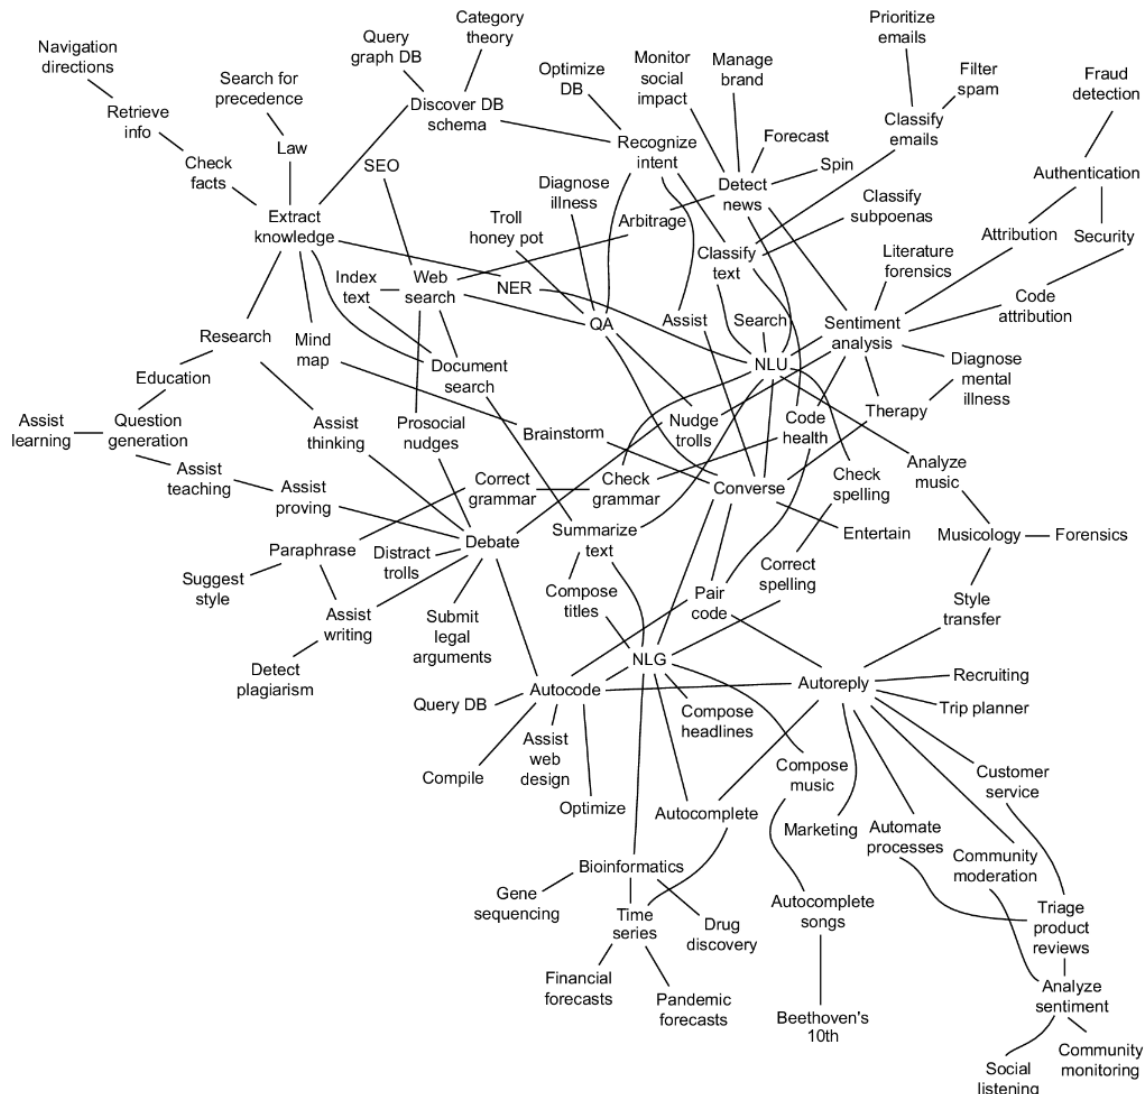 Navigation
directions
Query
graph DB
Category
theory
Optimize
DB
Monitor
social
impact
Manage
brand
Prioritize
emails
Filter
spam
Fraud
detection
Search for
precedence
Retrieve
info
Discover DB
schema
Law
Check
facts
SEO
Recognize
intent
Forecast
Classify
emails
Spin
Detect
news
Authentication
Diagnose
illness
Classify
subpoenas
Extract
knowledge
Troll
honey pot
Arbitrage
Attribution
Security
Classify
text
Literature
forensics
Index
text
Web
search
NER
Code
attribution
QA
Assist
Search
Sentiment
analysis
Research
Mind
map
Document
search
NLU
Diagnose
mental
illness
Education
Assist
learning
Question
generation
Assist
thinking
Prosocial
nudges
Brainstorm
Nudge
trolls
Code
health
Therapy
Assist
teaching
Analyze
music
Assist
proving
Correct
grammar
Check
grammar
Converse
Check
spelling
Summarize
text
Entertain
Musicology
Forensics
Paraphrase
Distract
trolls
Debate
Suggest
style
Correct
spelling
Compose
titles
Pair
code
Style
transfer
Assist
writing
Submit
legal
arguments
Detect
plagiarism
NLG
Autocode
Autoreply
Recruiting
Query DB
Trip planner
Compose
headlines
Assist
web
design
Compile
Compose
music
Customer
service
Optimize
Autocomplete
Marketing
Automate
processes
Community
moderation
Bioinformatics
Gene
sequencing
Time
series
Drug
discovery
Autocomplete
songs
Triage
product
reviews
Financial
forecasts
Pandemic
forecasts
Beethoven's
10th
Analyze
sentiment
Social
listening
Community
monitoring